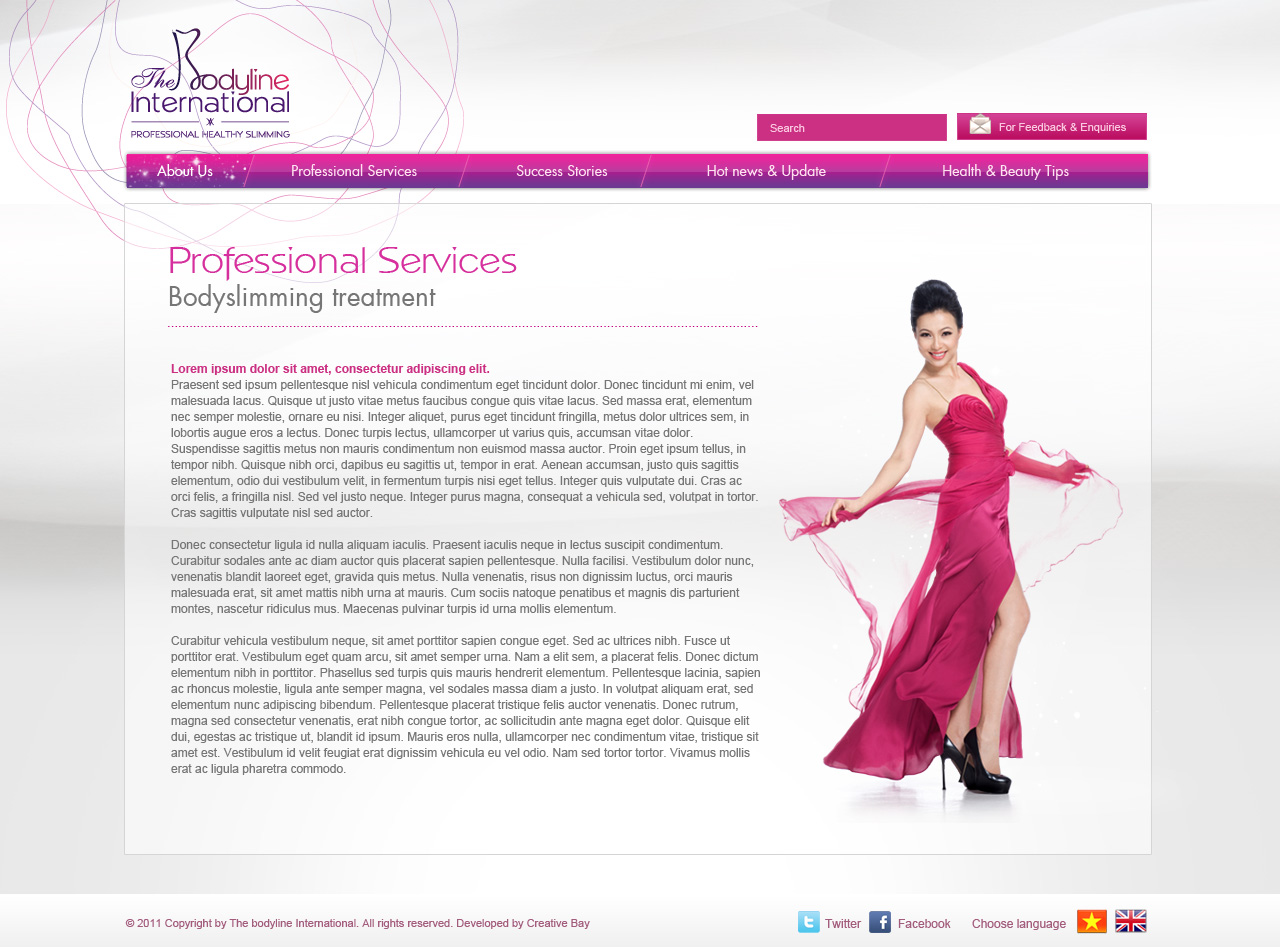 The Bodyline
International
PROFESSIONAL HEALTHY SLIMMING
Search
For Feedback & Enquiries
About Us
Professional Services
Success Stories
Hot news & Update
Health & Beauty Tips
Professional Services
Bodyslimming treatment
Lorem ipsum dolor sit amet, consectetur adipiscing elit.
Praesent sed ipsum pellentesque nisl vehicula condimentum eget tincidunt dolor. Donec tincidunt mi enim, vel
malesuada lacus. Quisque ut justo vitae metus faucibus congue quis vitae lacus. Sed massa erat, elementum
nec semper molestie, ornare eu nisi. Integer aliquet, purus eget tincidunt fringilla, metus dolor ultrices sem, in
lobortis augue eros a lectus. Donec turpis lectus, ullamcorper ut varius quis, accumsan vitae dolor.
Suspendisse sagittis metus non mauris condimentum non euismod massa auctor. Proin eget ipsum tellus, in
tempor nibh. Quisque nibh orci, dapibus eu sagittis ut, tempor in erat. Aenean accumsan, justo quis sagittis
elementum, odio dui vestibulum velit, in fermentum turpis nisi eget tellus. Integer quis vulputate dui. Cras ac
orci felis, a fringilla nisl. Sed vel justo neque. Integer purus magna, consequat a vehicula sed, volutpat in tortor.
Cras sagittis vulputate nisl sed auctor.
Donec consectetur ligula id nulla aliquam iaculis. Praesent iaculis neque in lectus suscipit condimentum.
Curabitur sodales ante ac diam auctor quis placerat sapien pellentesque. Nulla facilisi. Vestibulum dolor nunc,
venenatis blandit laoreet eget, gravida quis metus. Nulla venenatis, risus non dignissim luctus, orci mauris
malesuada erat, sit amet mattis nibh urna at mauris. Cum sociis natoque penatibus et magnis dis parturient
montes, nascetur ridiculus mus. Maecenas pulvinar turpis id urna mollis elementum.
Curabitur vehicula vestibulum neque, sit amet porttitor sapien congue eget. Sed ac ultrices nibh. Fusce ut
porttitor erat. Vestibulum eget quam arcu, sit amet semper urna. Nam a elit sem, a placerat felis. Donec dictum
elementum nibh in porttitor. Phasellus sed turpis quis mauris hendrerit elementum. Pellentesque lacinia, sapien
ac rhoncus molestie, ligula ante semper magna, vel sodales massa diam a justo. In volutpat aliquam erat, sed
elementum nunc adipiscing bibendum. Pellentesque placerat tristique felis auctor venenatis. Donec rutrum,
magna sed consectetur venenatis, erat nibh congue tortor, ac sollicitudin ante magna eget dolor. Quisque elit
dui, egestas ac tristique ut, blandit id ipsum. Mauris eros nulla, ullamcorper nec condimentum vitae, tristique sit
amet est. Vestibulum id velit feugiat erat dignissim vehicula eu vel odio. Nam sed tortor tortor. Vivamus mollis
erat ac ligula pharetra commodo.
© 2011 Copyright by The bodyline International. All rights reserved. Developed by Creative Bay
Twitter
Facebook
Choose language